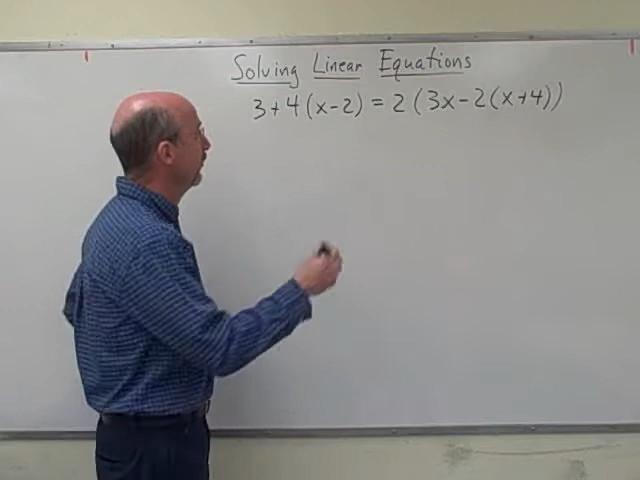 Solving Linear Equations
3+4(x-2) = 2(3x-2(x+4))